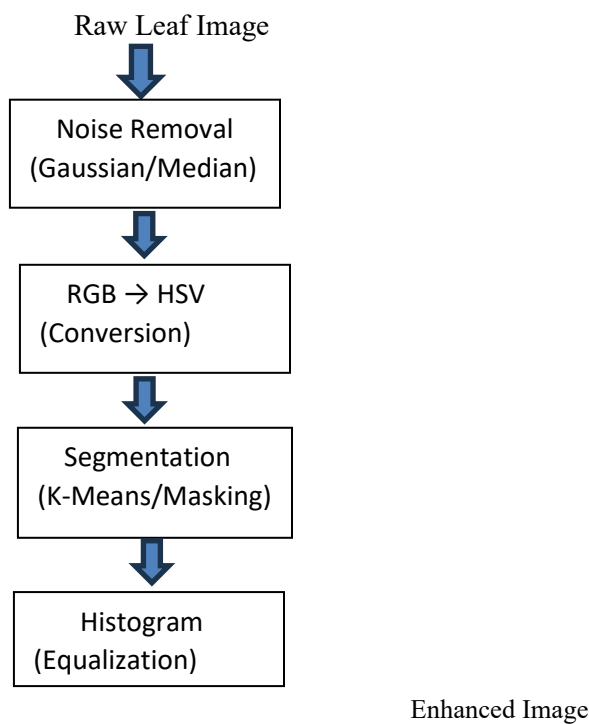 Raw Leaf Image
Noise Removal
(Gaussian/Median)
RGB → HSV
(Conversion)
Segmentation
(K-Means/Masking)
Histogram
(Equalization)
Enhanced Image